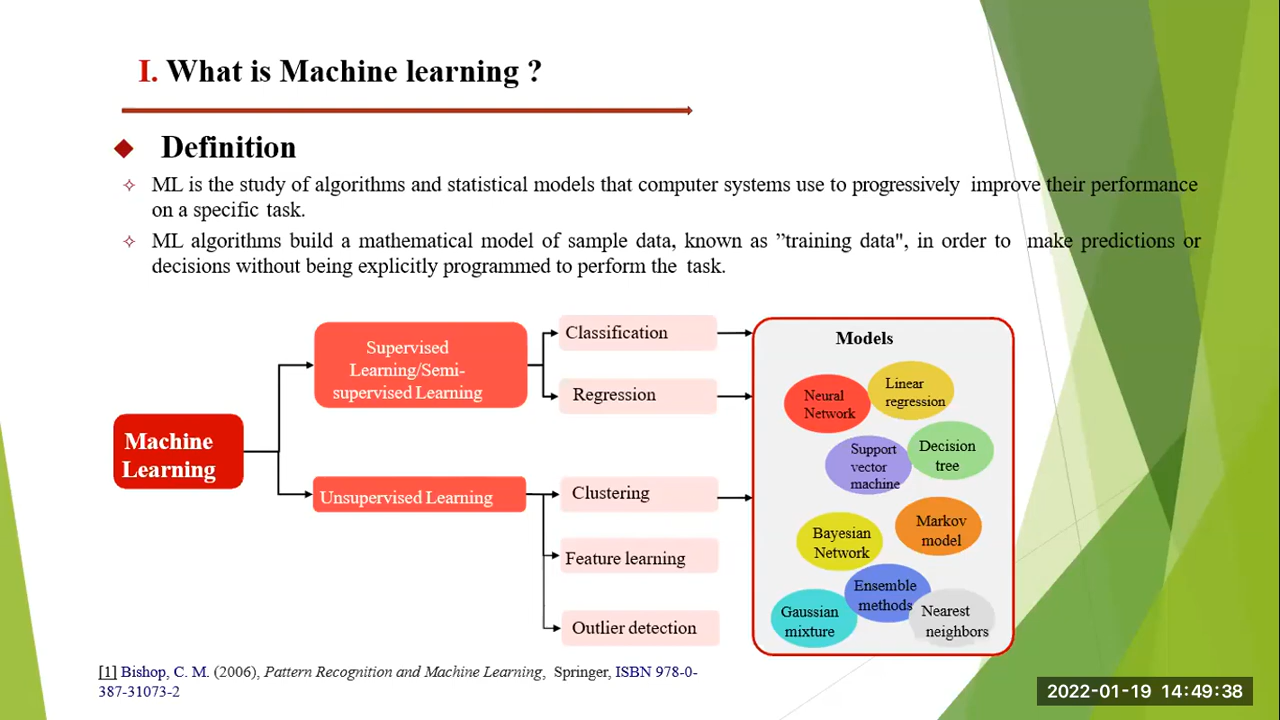 I. What is Machine learning ?
Definition
ML is the study of algorithms and statistical models that computer systems use to progressively improve their performance
on a specific task.
ML algorithms build a mathematical model of sample data, known as ”training data", in order to make predictions or
decisions without being explicitly programmed to perform the task.
Machine
Learning
Supervised
Learning/Semi-
supervised Learning
Unsupervised Learning
Classification
Regression
Clustering
Feature learning
Outlier detection
Models
Neural
Network
Linear
regression
Support
vector
machine
Decision
tree
Bayesian
Network
Markov
model
Ensemble
methods
Gaussian
mixture
Nearest
neighbors
[1] Bishop, C. M. (2006), Pattern Recognition and Machine Learning, Springer, ISBN 978-0-
387-31073-2
2022-01-19 14:49:38